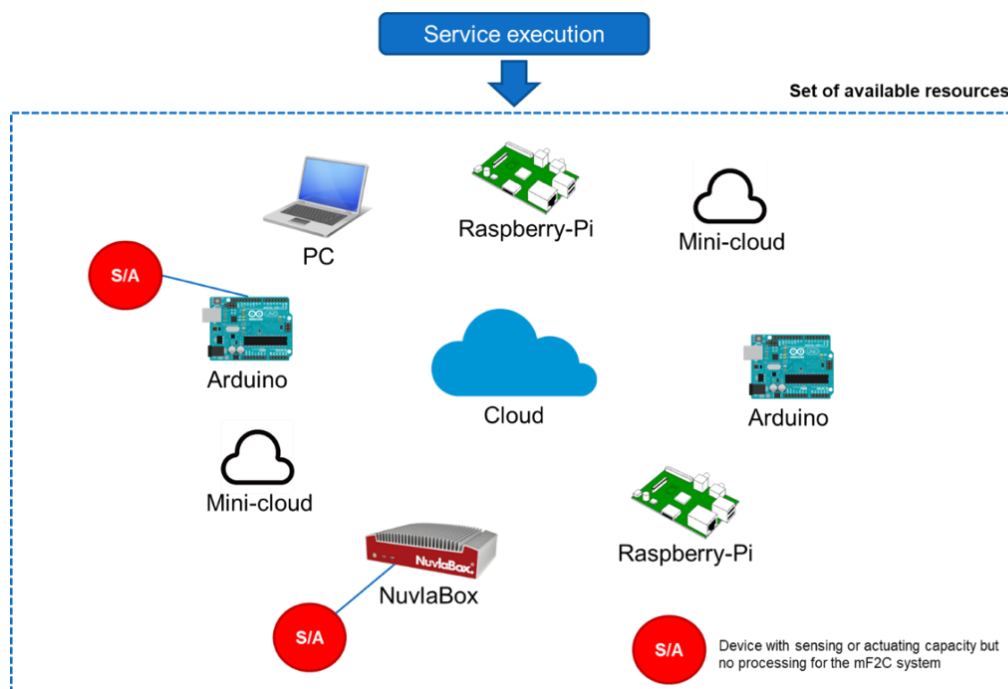 Service execution
Set of available resources
PC
Raspberry-Pi
Mini-cloud
S/A
Arduino
Cloud
Arduino
Mini-cloud
Raspberry-Pi
NuvlaBox
NuvlaBox
S/A
S/A
Device with sensing or actuating capacity but
no processing for the mF2C system